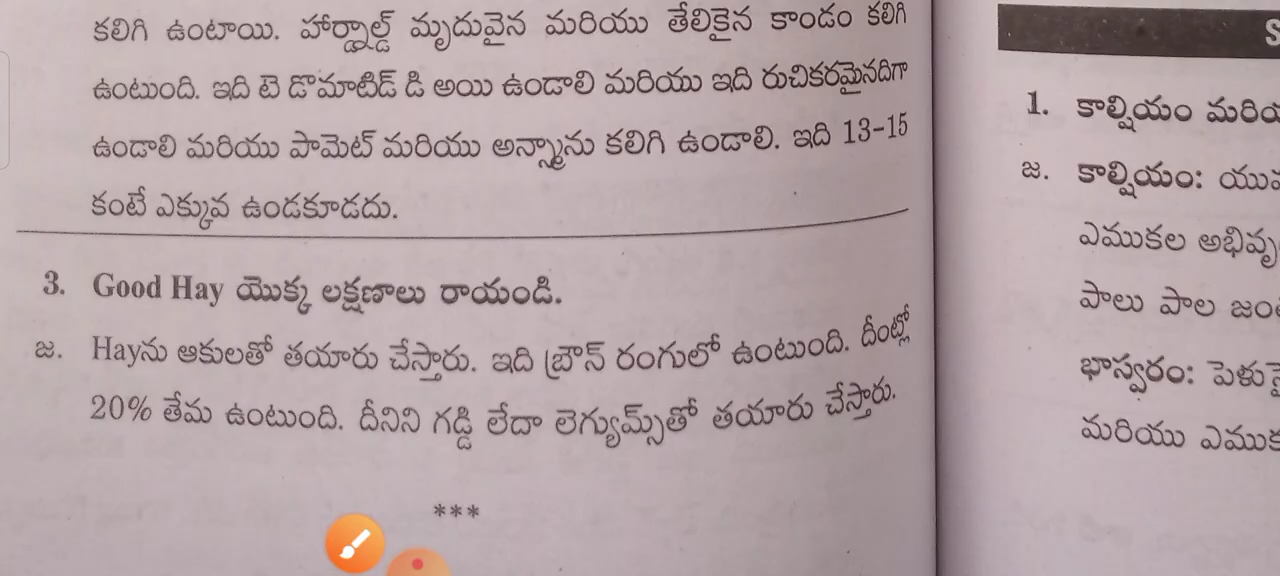 కలిగి ఉంటాయి. హార్డ్నాల్డ్ మృదువైన మరియు తేలికైన కాండం కలిగి
ఉంటుంది. ఇది టె డొమాటిడ్ డి అయి ఉండాలి మరియు ఇది రుచికరమైనదిగా
ఉండాలి మరియు పామెట్ మరియు అన్మాను కలిగి ఉండాలి. ఇది 13-15
కంటే ఎక్కువ ఉండకూడదు.
3. Good Hay యొక్క లక్షణాలు రాయండి.
జ. Hayను ఆకులతో తయారు చేస్తారు. ఇది బ్రౌన్ రంగులో ఉంటుంది. దీంట్లో
20% తేమ ఉంటుంది. దీనిని గడ్డి లేదా లెగ్యుమ్స్‌తో తయారు చేస్తారు.
***
S
1. కాల్షియం మరియ
జ. కాల్షియం: యువ
ఎముకల అభివృ
పాలు పాల జం
భాస్వరం: పెళు
మరియు ఎముక